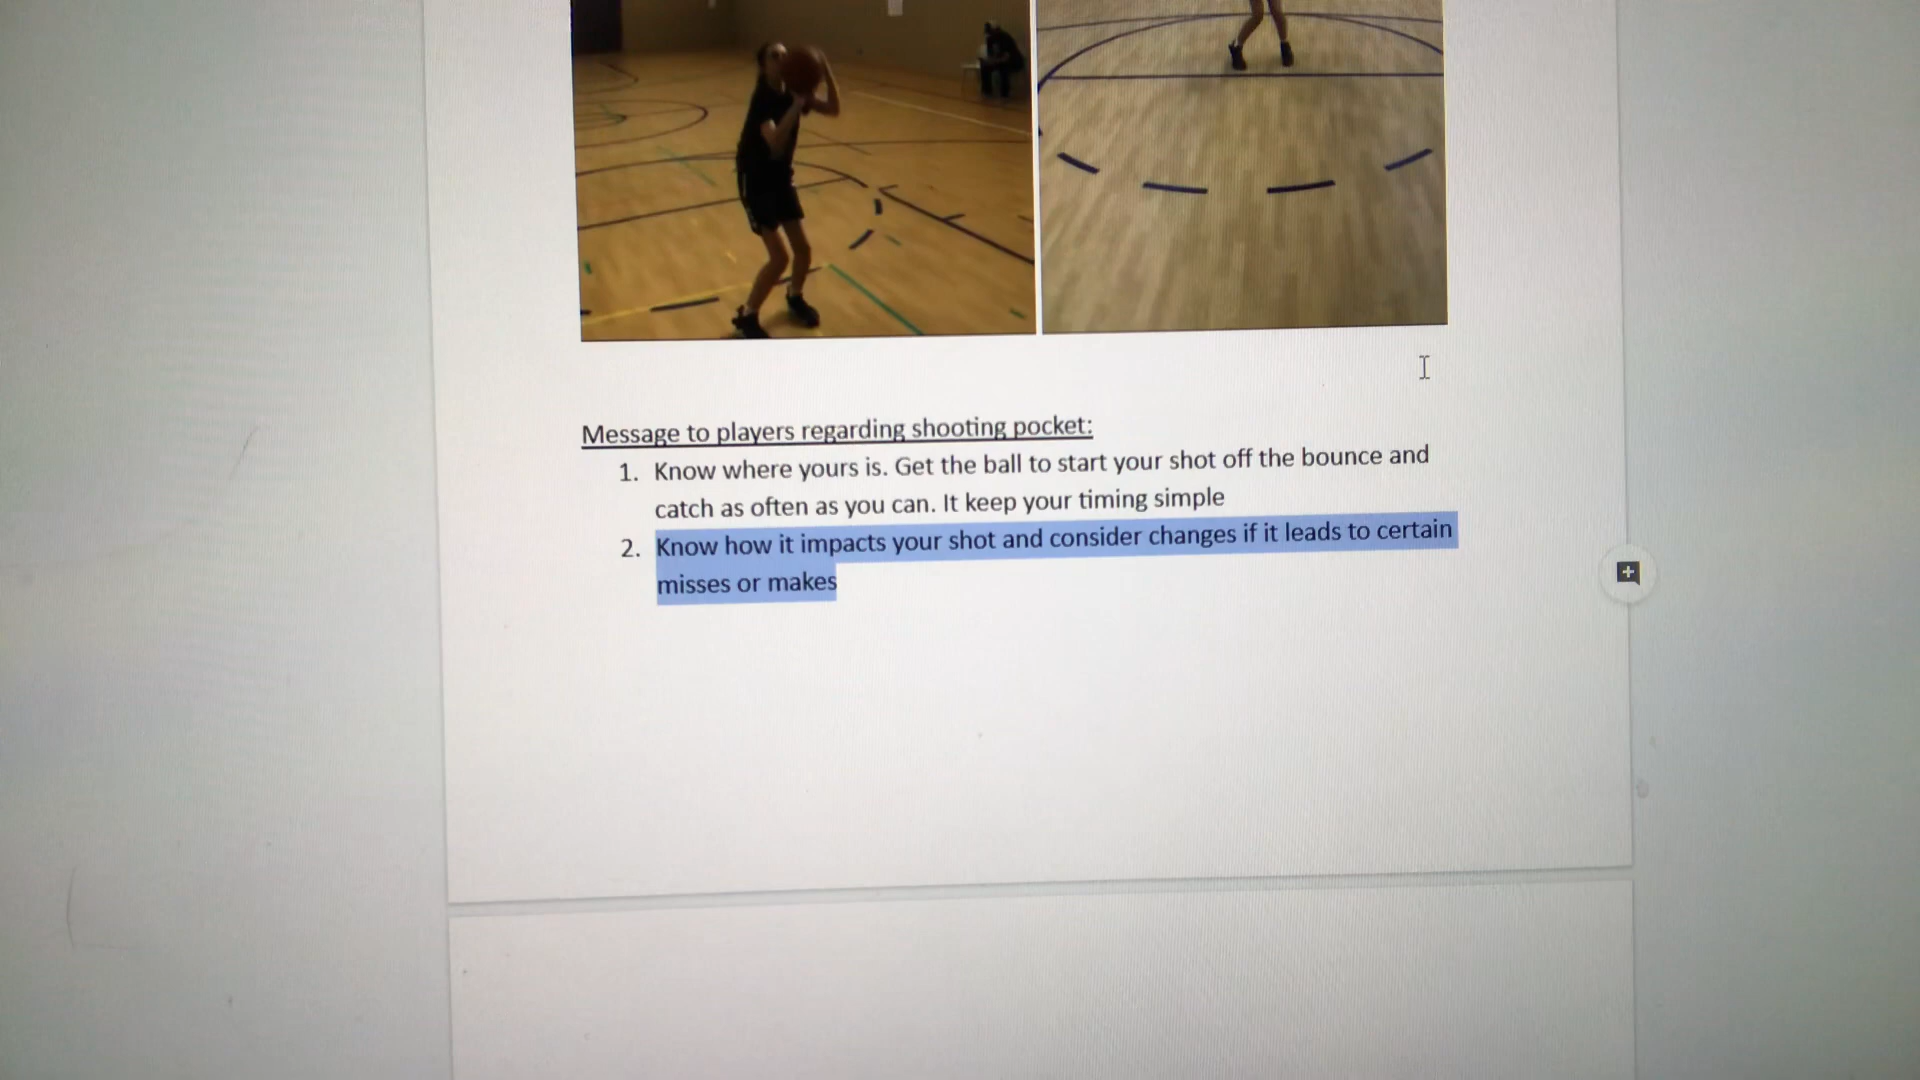 Message to players regarding shooting pocket:
1. Know where yours is. Get the ball to start your shot off the bounce and
catch as often as you can. It keep your timing simple
2. Know how it impacts your shot and consider changes if it leads to certain
misses or makes